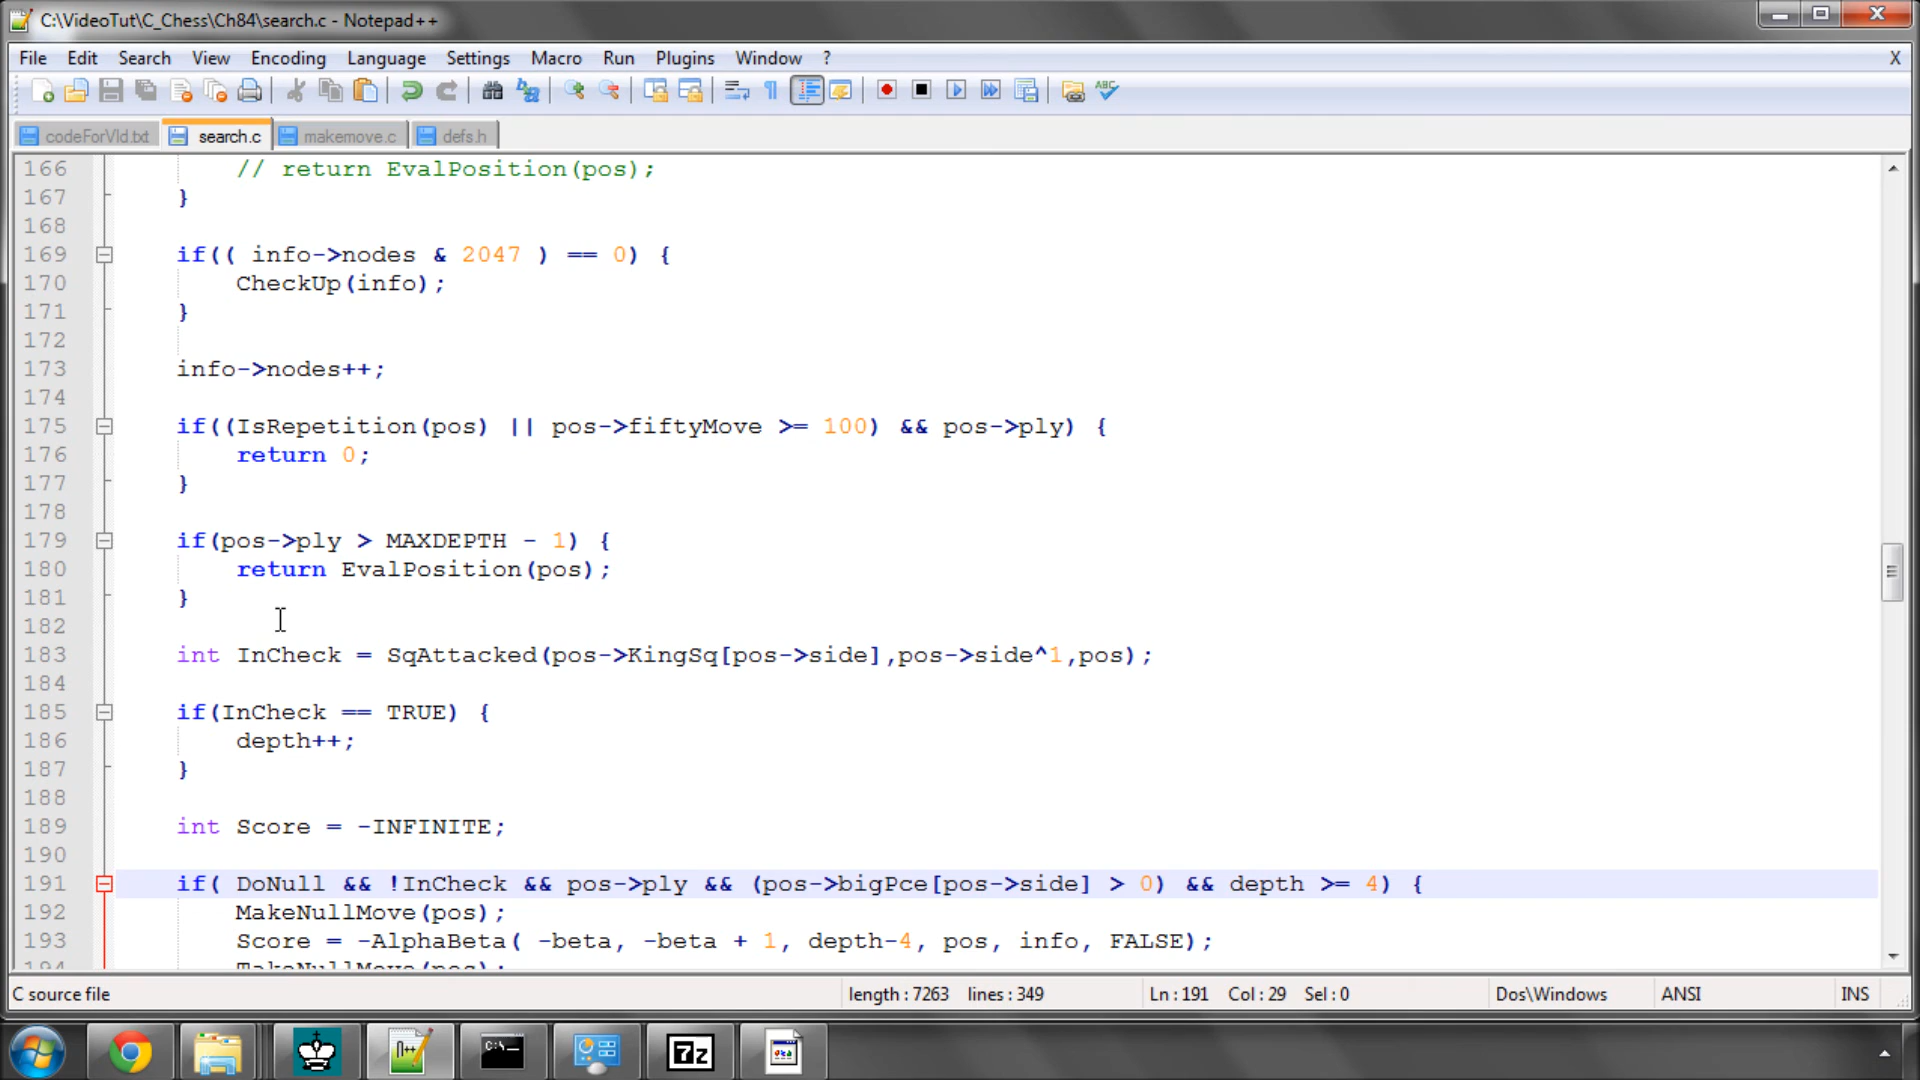 C:\VideoTut\C_Chess\Ch84\search.c - Notepad++
File Edit Search View Encoding Language Settings Macro Run Plugins Window ? X
codeForVid.txt search.c makemove.c defs.h
166 // return EvalPosition(pos);
167 }
168
169 if(( info->nodes & 2047 ) == 0) {
170 CheckUp(info);
171 }
172
173 info->nodes++;
174
175 if((IsRepetition(pos) || pos->fiftyMove >= 100) && pos->ply) {
176 return 0;
177 }
178
179 if(pos->ply > MAXDEPTH - 1) {
180 return EvalPosition(pos);
181 }
182
183 int InCheck = SqAttacked(pos->KingSq[pos->side],pos->side^1,pos);
184
185 if(InCheck == TRUE) {
186 depth++;
187 }
188
189 int Score = -INFINITE;
190
191 if( DoNull && !InCheck && pos->ply && (pos->bigPce[pos->side] > 0) && depth >= 4) {
192 MakeNullMove(pos);
193 Score = -AlphaBeta( -beta, -beta + 1, depth-4, pos, info, FALSE);
194 TakeNullMove(pos);
C source file length : 7263 lines : 349 Ln : 191 Col : 29 Sel : 0 Dos\Windows ANSI INS